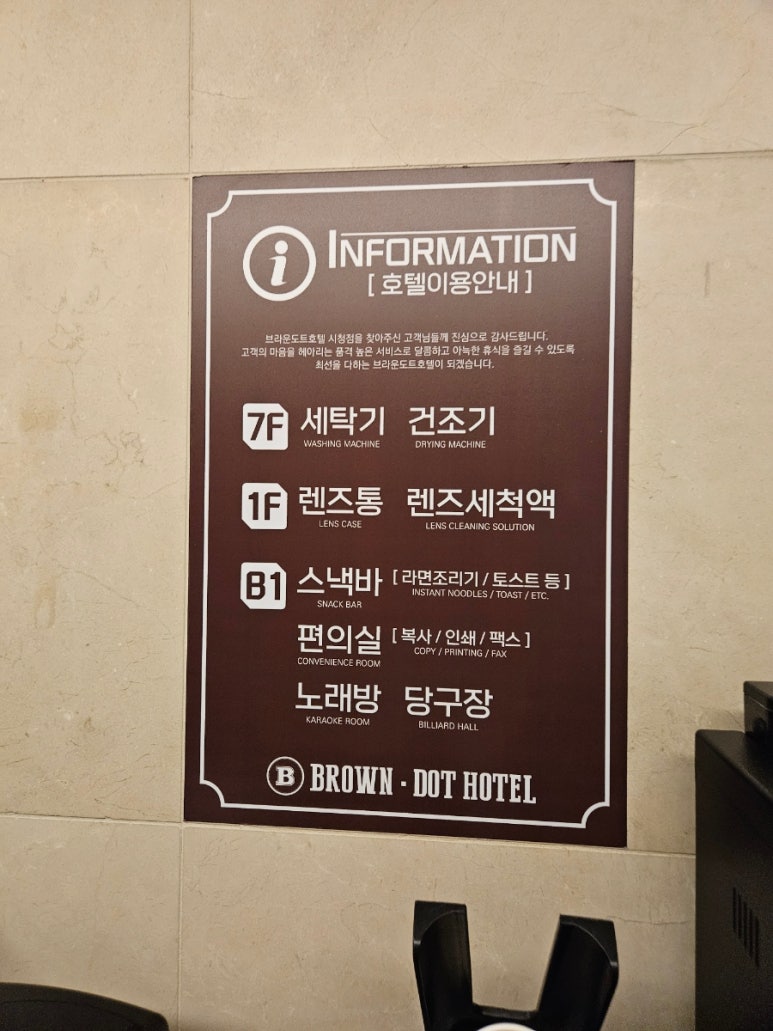 i INFORMATION
[ 호텔이용안내 ]
브라운도트호텔 시청점을 찾아주신 고객님들께 진심으로 감사드립니다.
고객의 마음을 헤아리는 품격 높은 서비스로 달콤하고 아늑한 휴식을 즐길 수 있도록
최선을 다하는 브라운도트호텔이 되겠습니다.
7F 세탁기 건조기
WASHING MACHINE DRYING MACHINE
1F 렌즈통 렌즈세척액
LENS CASE LENS CLEANING SOLUTION
B1 스낵바 [ 라면조리기 / 토스트 등 ]
SNACK BAR INSTANT NOODLES / TOAST / ETC.
편의실 [ 복사 / 인쇄 / 팩스 ]
CONVENIENCE ROOM COPY / PRINTING / FAX
노래방 당구장
KARAOKE ROOM BILLIARD HALL
B BROWN · DOT HOTEL